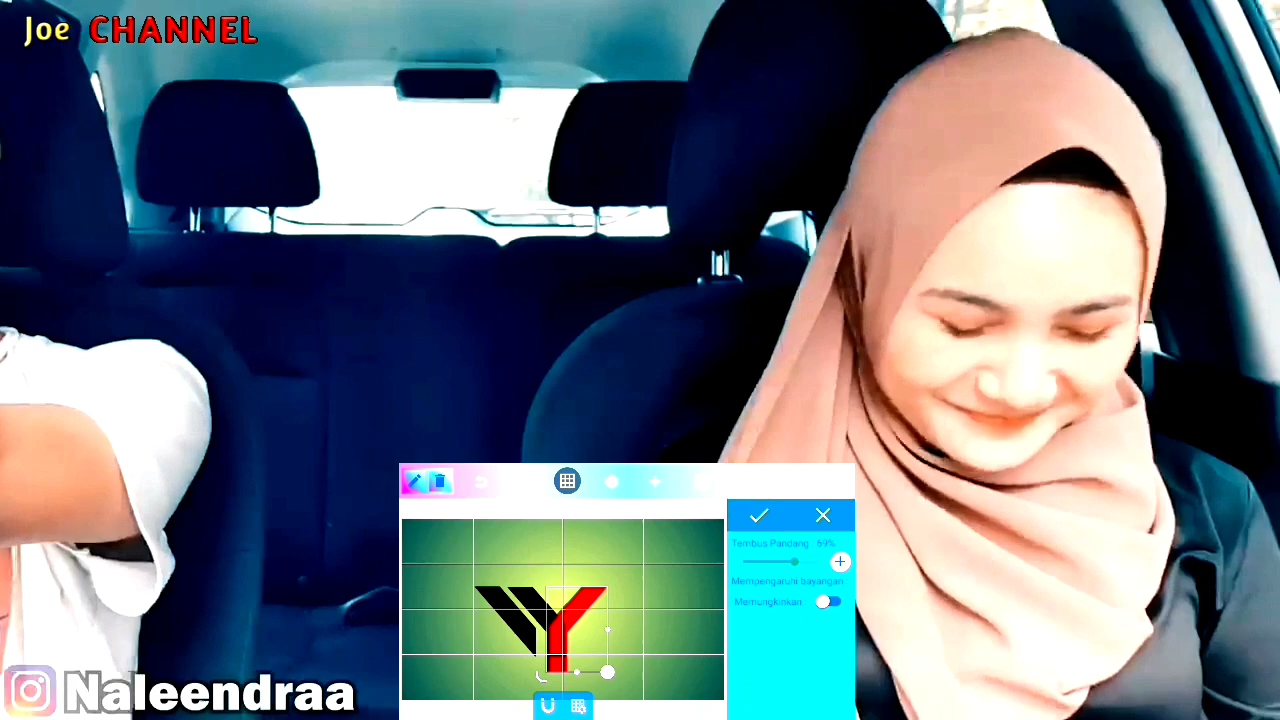 Joe CHANNEL
Tembus Pandang : 69%
Mempengaruhi bayangan
Memungkinkan
Naleendraa